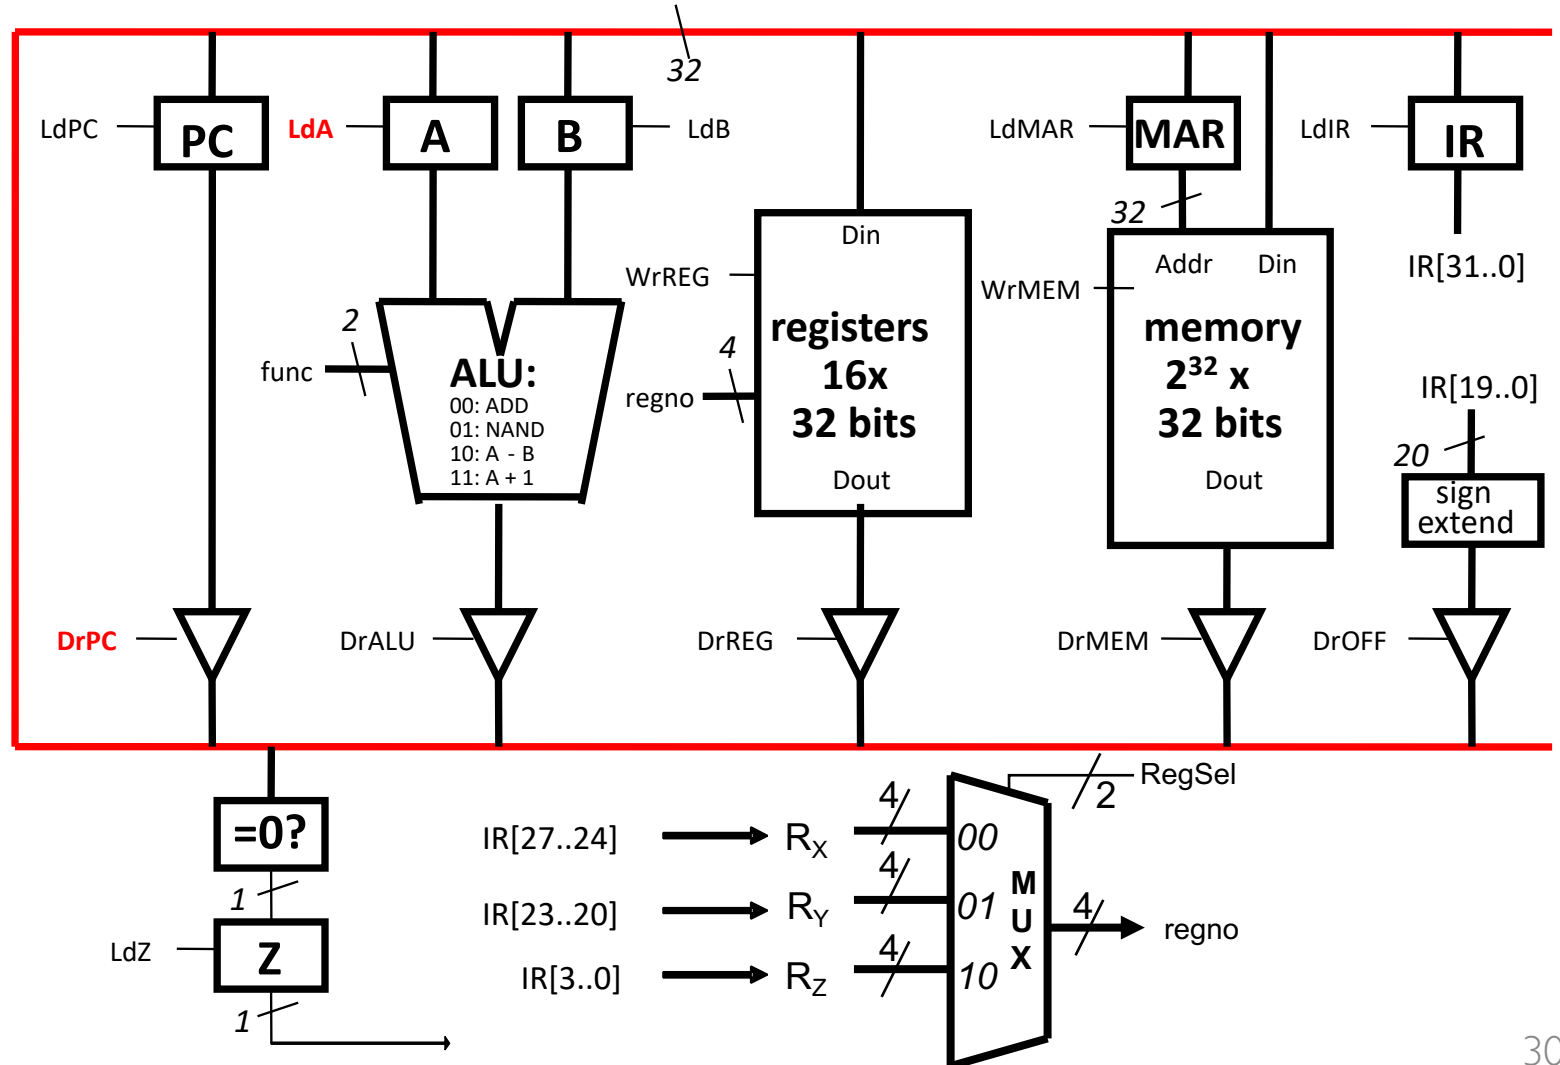 32
LdPC
PC
LdA
A
B
LdB
LdMAR
MAR
LdIR
IR
32
Din
WrREG
registers
16x
32 bits
Dout
4
regno
2
func
ALU:
00: ADD
01: NAND
10: A - B
11: A + 1
WrMEM
Addr
Din
memory
2³² x
32 bits
Dout
IR[31..0]
IR[19..0]
20
sign
extend
DrPC
DrALU
DrREG
DrMEM
DrOFF
=0?
1
LdZ
Z
1
RegSel
2
IR[27..24]
RX
4
00
IR[23..20]
RY
4
01
IR[3..0]
RZ
4
10
M
U
X
4
regno
30